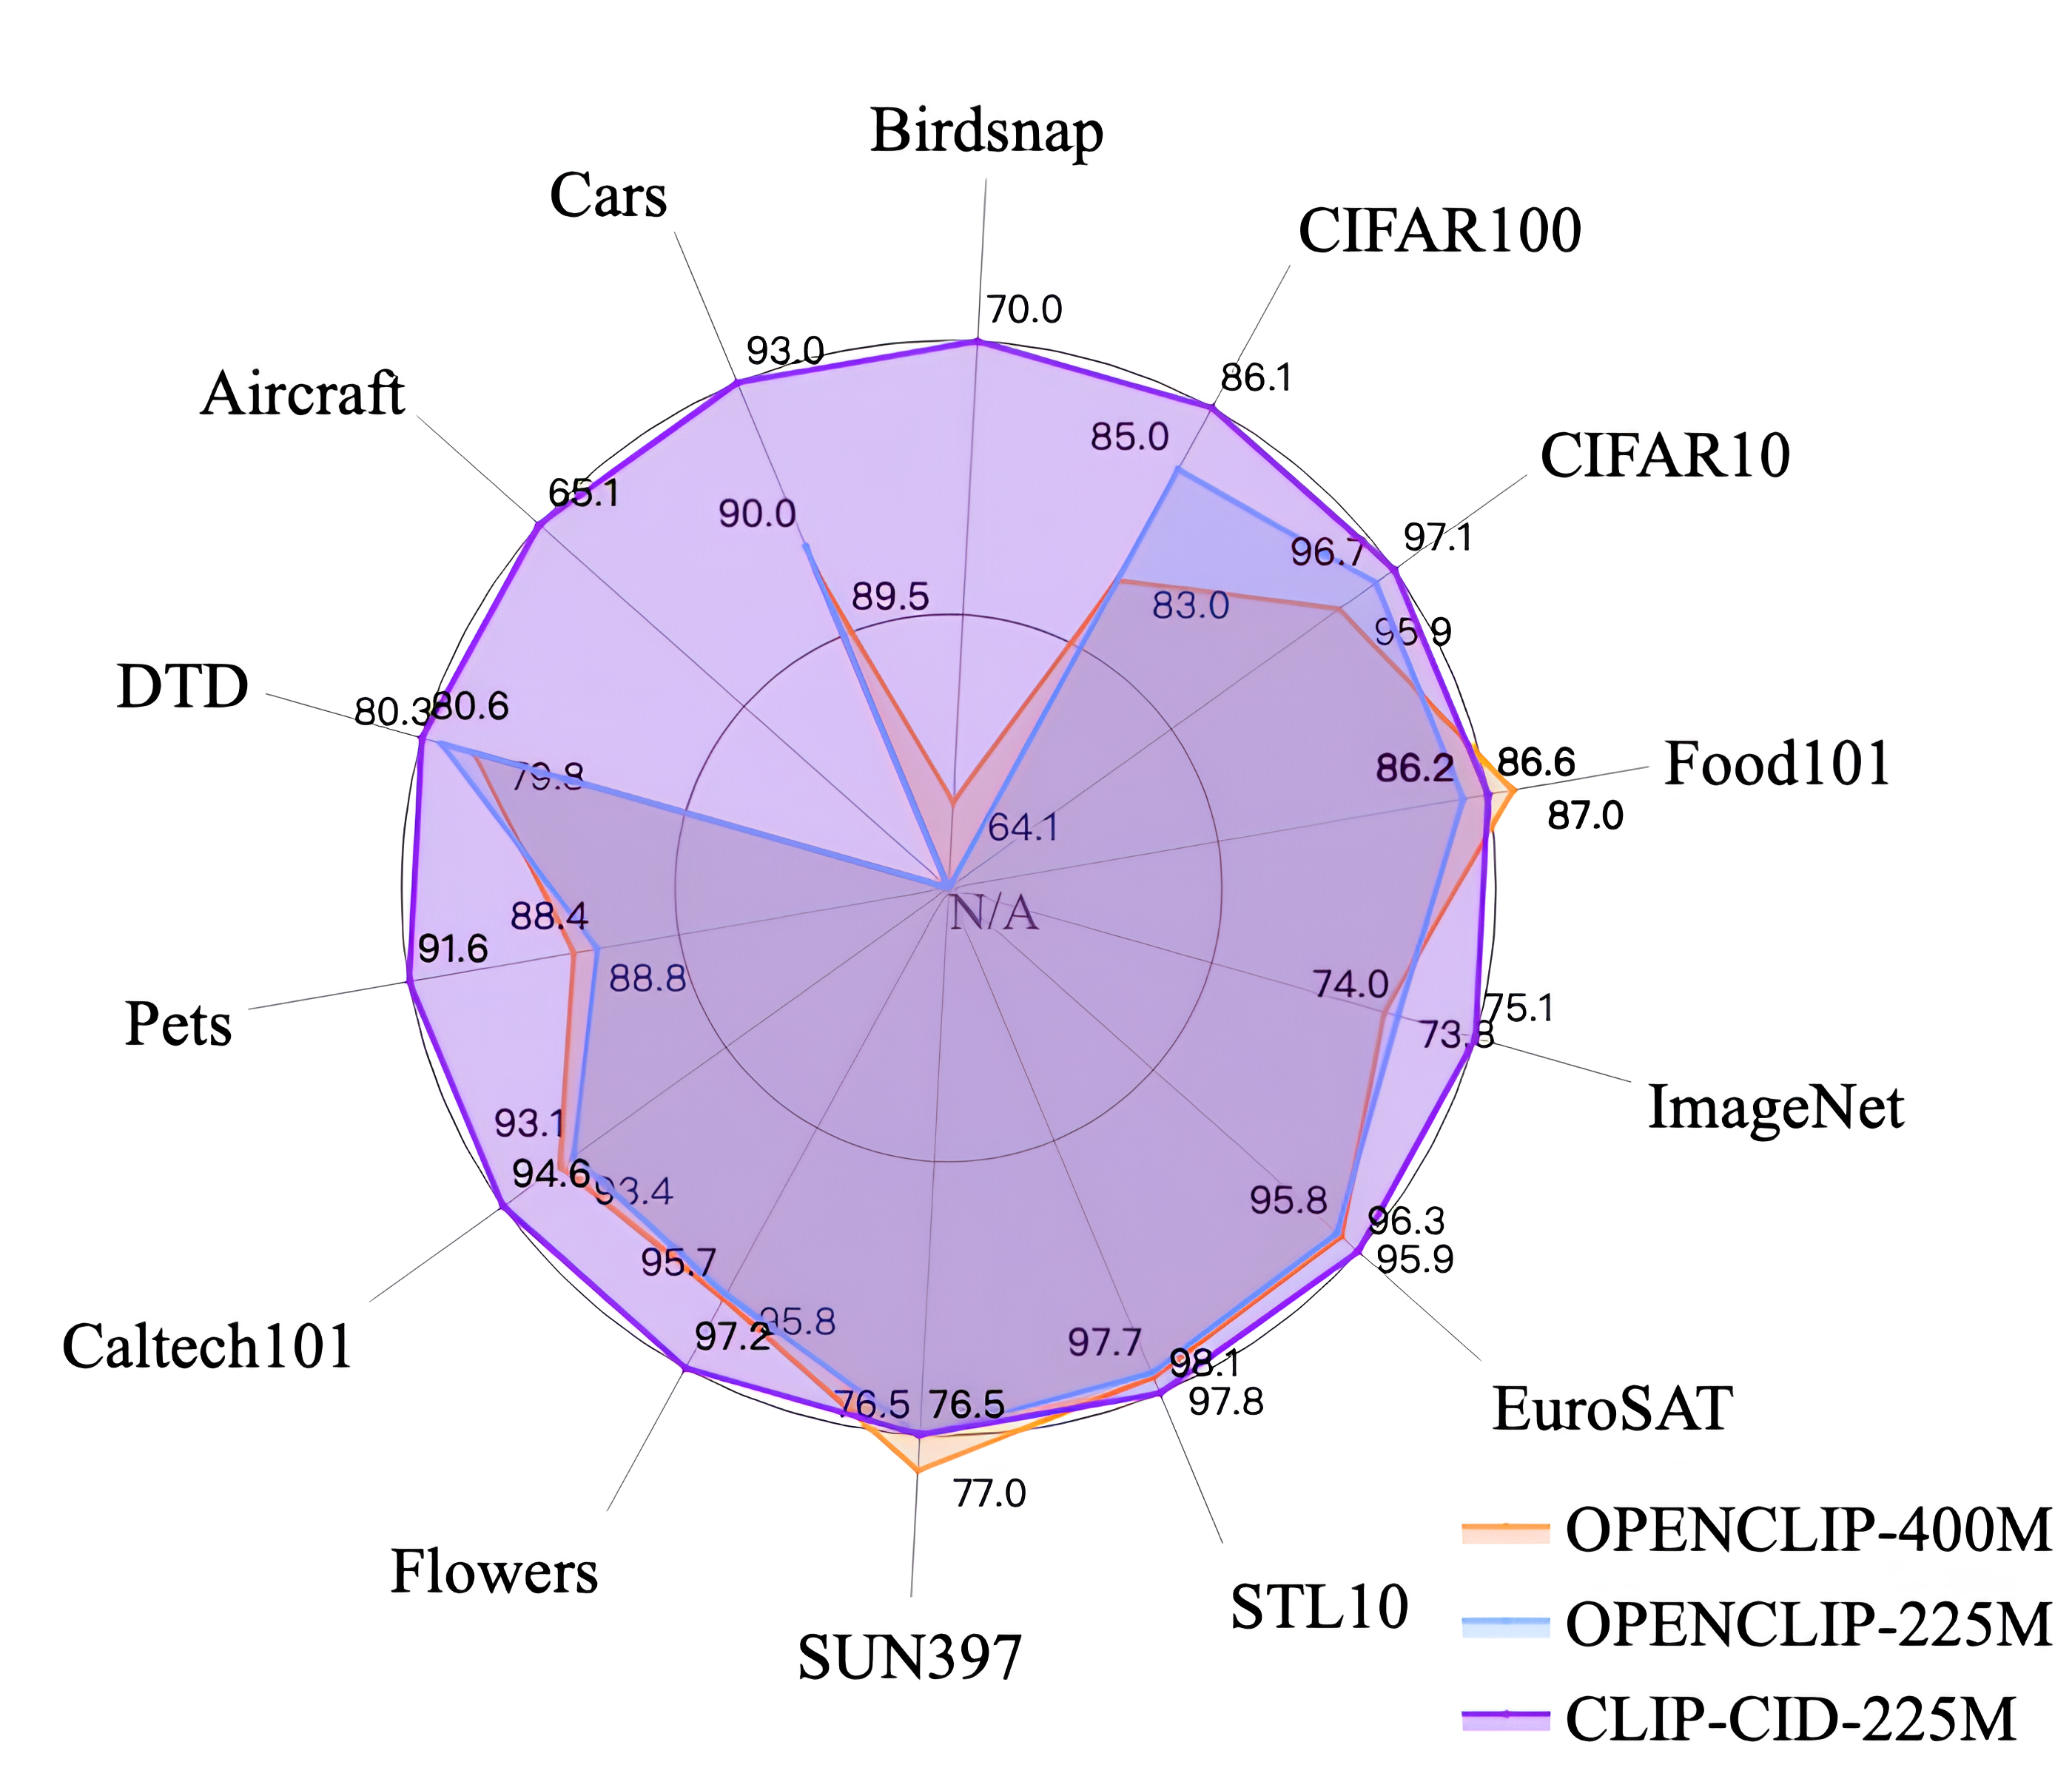 Birdsnap
Cars
CIFAR100
70.0
93.0
86.1
Aircraft
85.0
CIFAR10
65.1
90.0
96.7
97.1
89.5
83.0
95.9
DTD
80.3
80.6
79.8
86.2
86.6
Food101
87.0
64.1
N/A
88.4
91.6
88.8
74.0
75.1
Pets
73.8
ImageNet
93.1
94.6
93.4
95.8
96.3
95.9
95.7
95.8
97.2
97.7
98.1
97.8
Caltech101
76.5
76.5
EuroSAT
77.0
Flowers
STL10
SUN397
OPENCLIP-400M
OPENCLIP-225M
CLIP-CID-225M